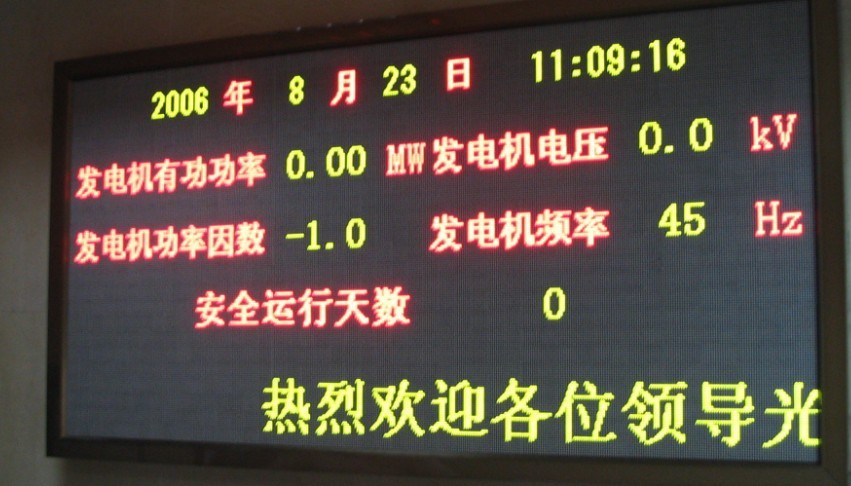 2006 年 8 月 23 日 11:09:16
发电机有功功率 0.00 MW 发电机电压 0.0 kV
发电机功率因数 -1.0 发电机频率 45 Hz
安全运行天数 0
热烈欢迎各位领导光